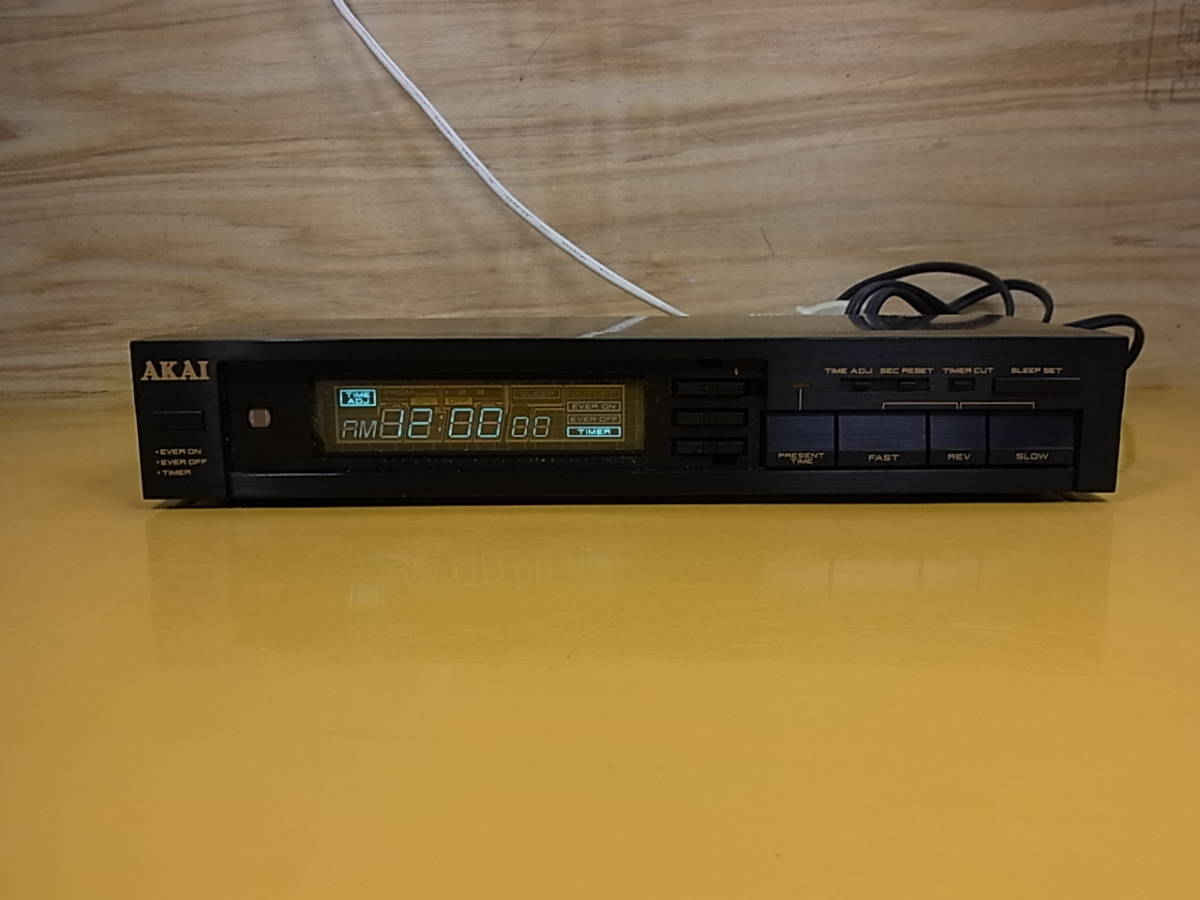 AKAI
• EVER ON
• EVER OFF
• TIMER
TIME ADJ
SLEEP
AM 12:00 00
EVER ON
EVER OFF
TIMER
TIME ADJ SEC RESET TIMER CUT SLEEP SET
PRESENT TIME FAST REV SLOW